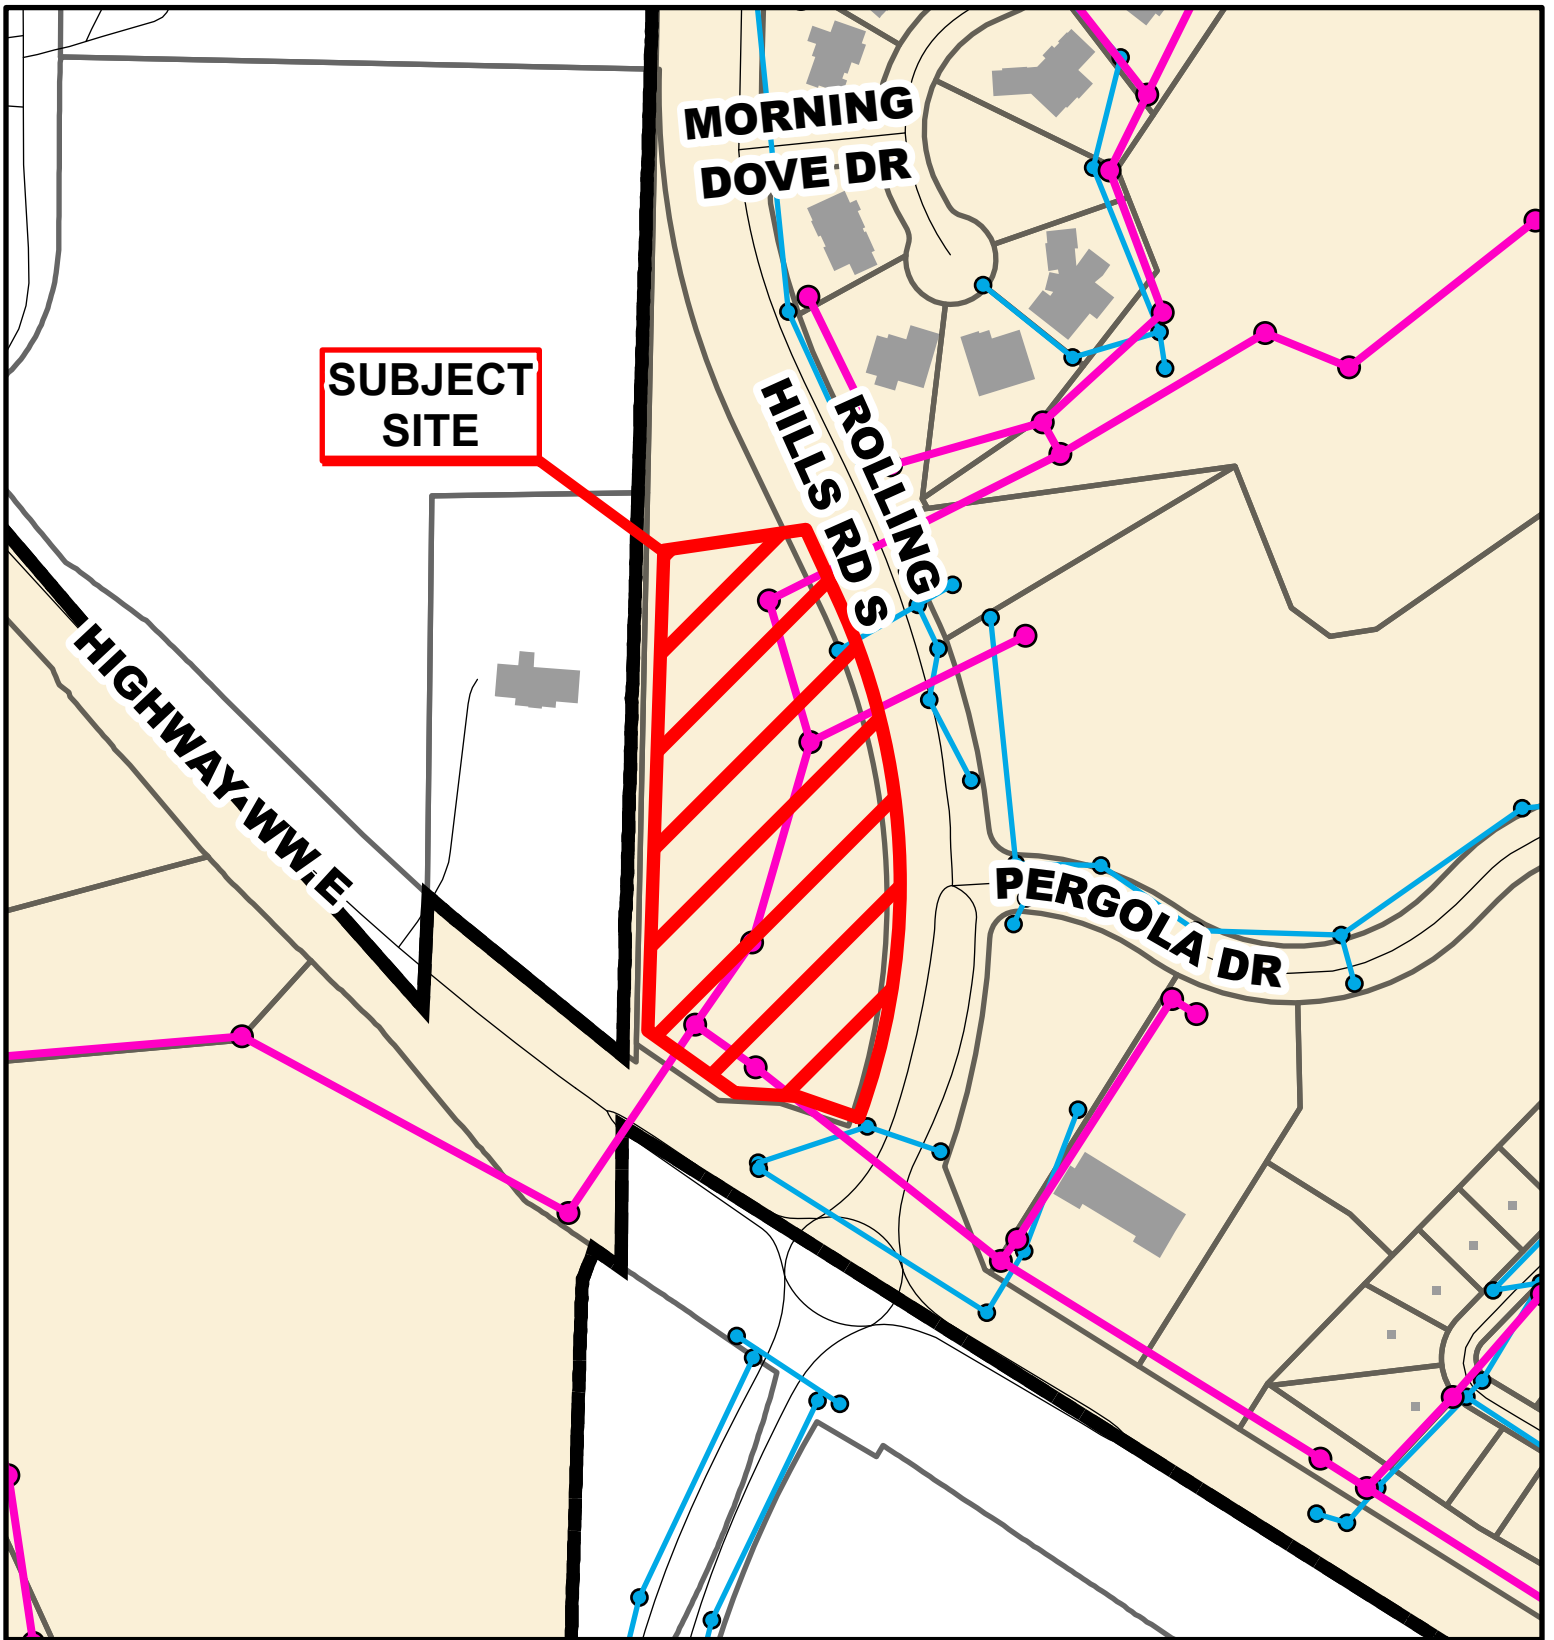 MORNING
DOVE DR
SUBJECT
SITE
ROLLING
HILLS RD S
HIGHWAY WW E
PERGOLA DR